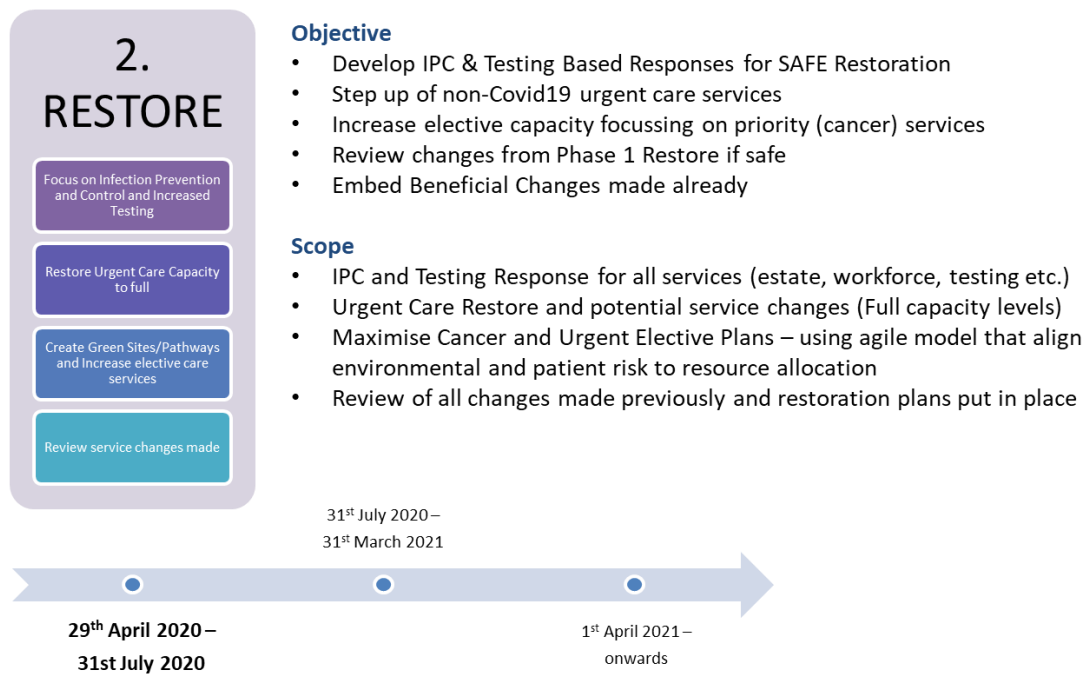 2.
RESTORE
Focus on Infection Prevention
and Control and Increased
Testing
Restore Urgent Care Capacity
to full
Create Green Sites/Pathways
and Increase elective care
services
Review service changes made
Objective
• Develop IPC & Testing Based Responses for SAFE Restoration
• Step up of non-Covid19 urgent care services
• Increase elective capacity focussing on priority (cancer) services
• Review changes from Phase 1 Restore if safe
• Embed Beneficial Changes made already
Scope
• IPC and Testing Response for all services (estate, workforce, testing etc.)
• Urgent Care Restore and potential service changes (Full capacity levels)
• Maximise Cancer and Urgent Elective Plans – using agile model that align
environmental and patient risk to resource allocation
• Review of all changes made previously and restoration plans put in place
31st July 2020 –
31st March 2021
29th April 2020 –
31st July 2020
1st April 2021 –
onwards